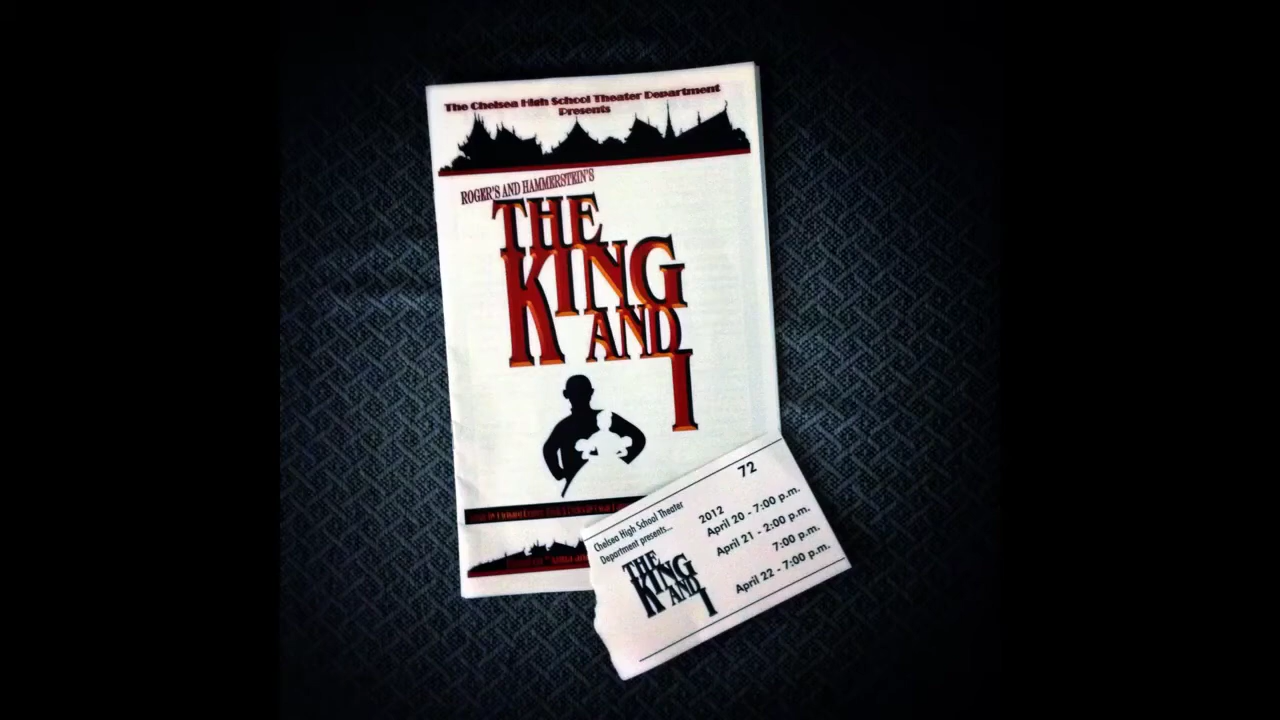 The Chelsea High School Theater Department
Presents
ROGER'S AND HAMMERSTEIN'S
THE
KING
AND
I
72
Chelsea High School Theater
Department presents...
THE
KING
AND
I
2012
April 20 - 7:00 p.m.
April 21 - 2:00 p.m.
7:00 p.m.
April 22 - 7:00 p.m.